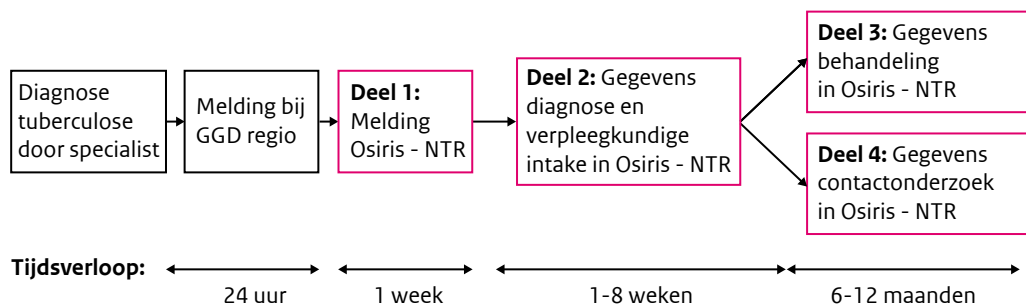 Diagnose
tuberculose
door specialist
Melding bij
GGD regio
Deel 1:
Melding
Osiris - NTR
Deel 2: Gegevens
diagnose en
verpleegkundige
intake in Osiris - NTR
Deel 3: Gegevens
behandeling
in Osiris - NTR
Deel 4: Gegevens
contactonderzoek
in Osiris - NTR
Tijdsverloop:
24 uur
1 week
1-8 weken
6-12 maanden